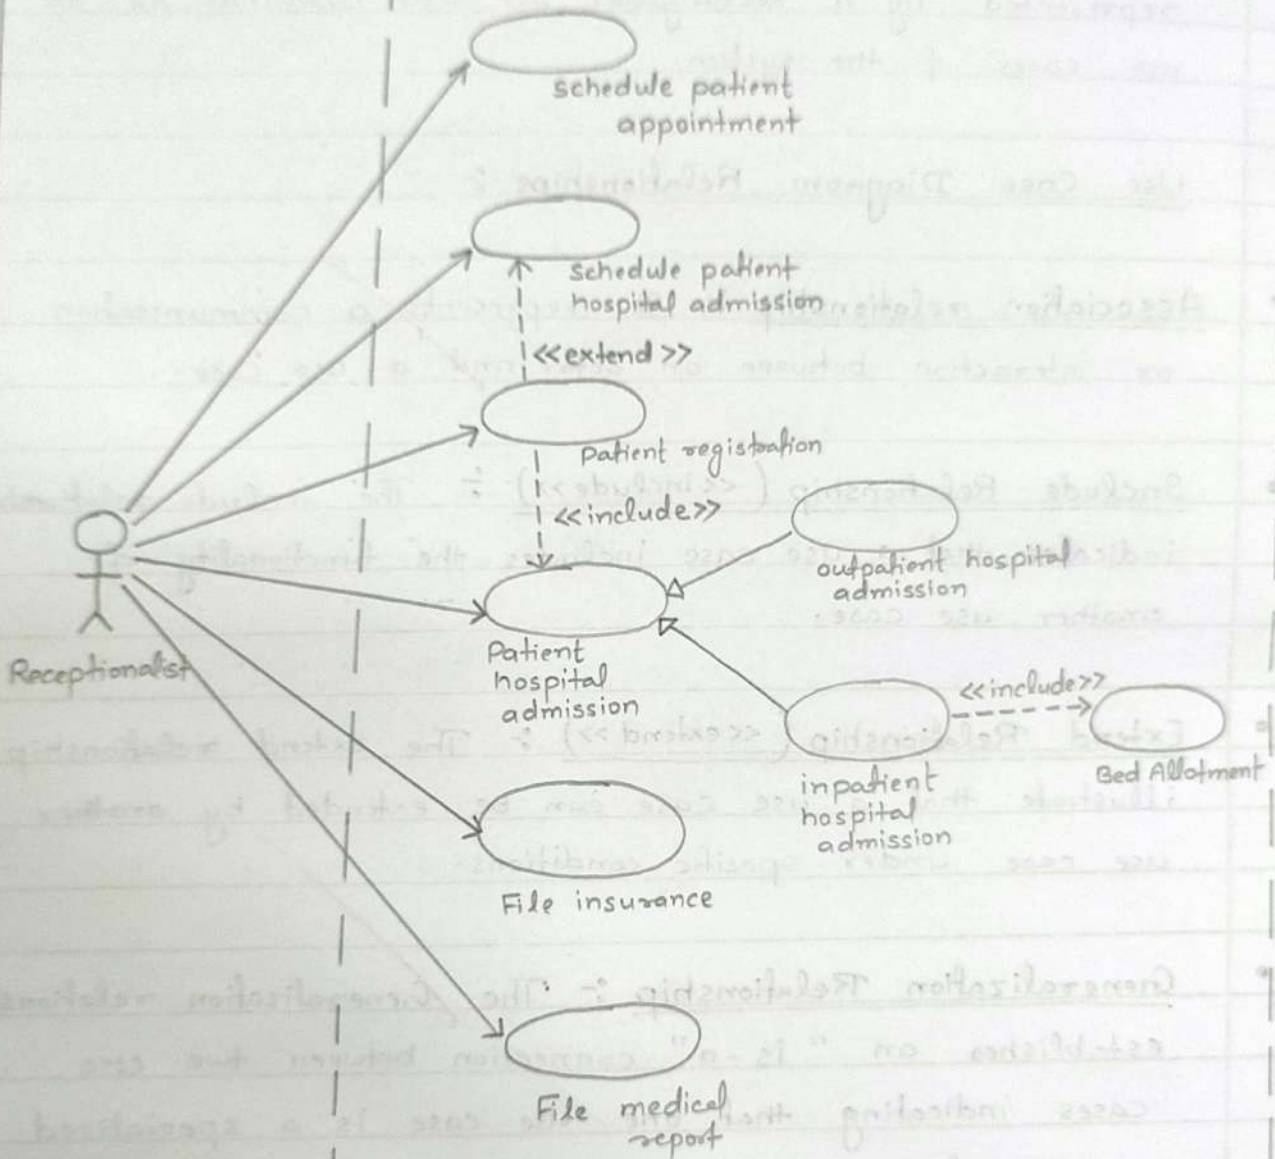 schedule patient
appointment
schedule patient
hospital admission
<<extend>>
Patient registration
<<include>>
outpatient hospital
admission
Receptionalist
Patient
hospital
admission
<<include>>
Bed Allotment
inpatient
hospital
admission
File insurance
File medical
report